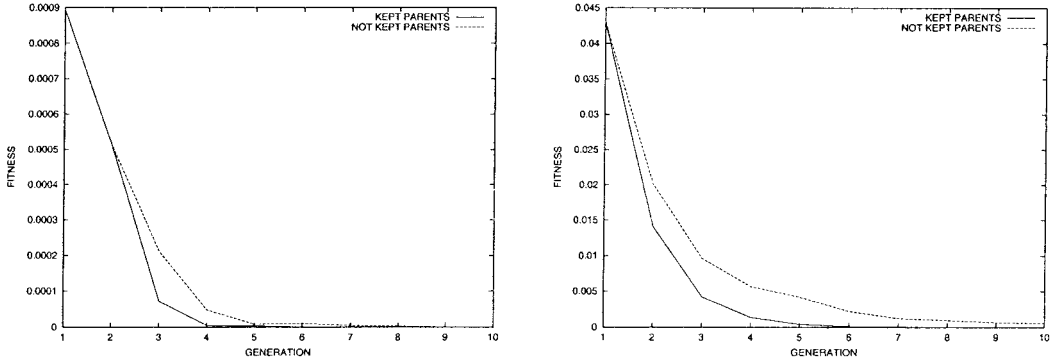 0.0009
0.0008
0.0007
0.0006
0.0005
0.0004
0.0003
0.0002
0.0001
0
FITNESS
KEPT PARENTS
NOT KEPT PARENTS
1 2 3 4 5 6 7 8 9 10
GENERATION
0.045
0.04
0.035
0.03
0.025
0.02
0.015
0.01
0.005
0
FITNESS
KEPT PARENTS
NOT KEPT PARENTS
1 2 3 4 5 6 7 8 9 10
GENERATION